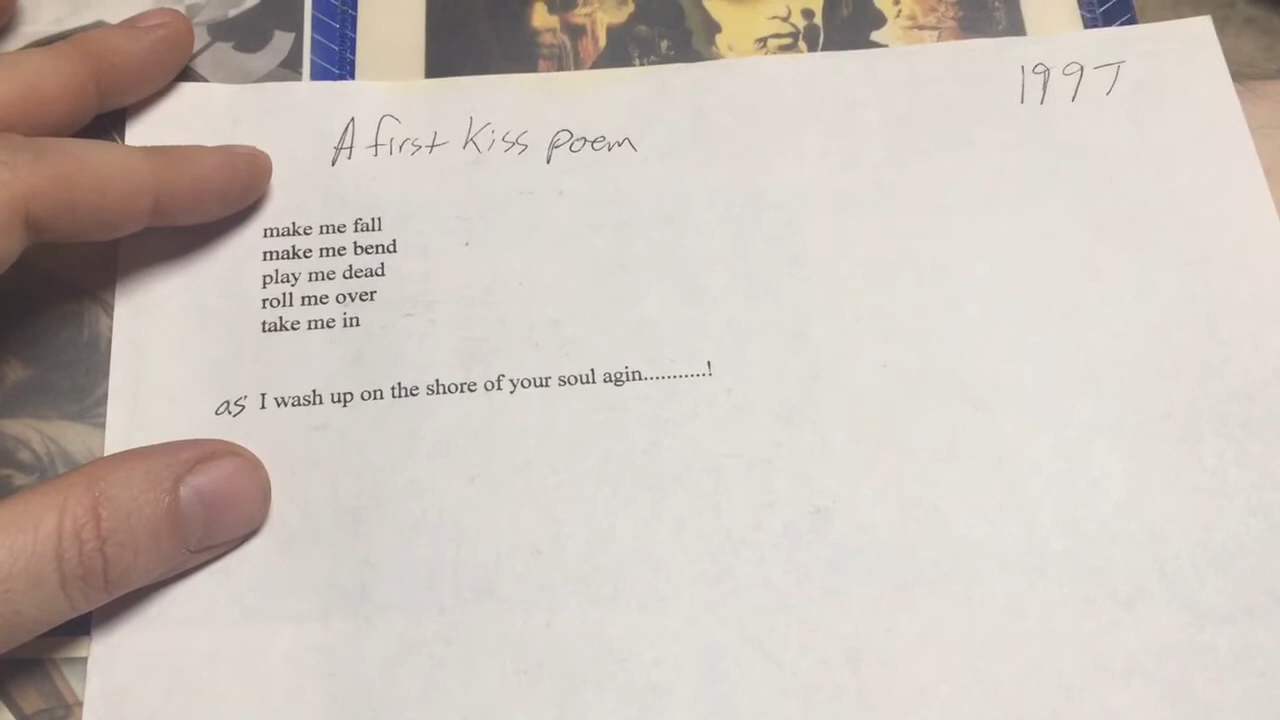 1997
A first kiss poem
make me fall
make me bend
play me dead
roll me over
take me in
as I wash up on the shore of your soul agin...........!